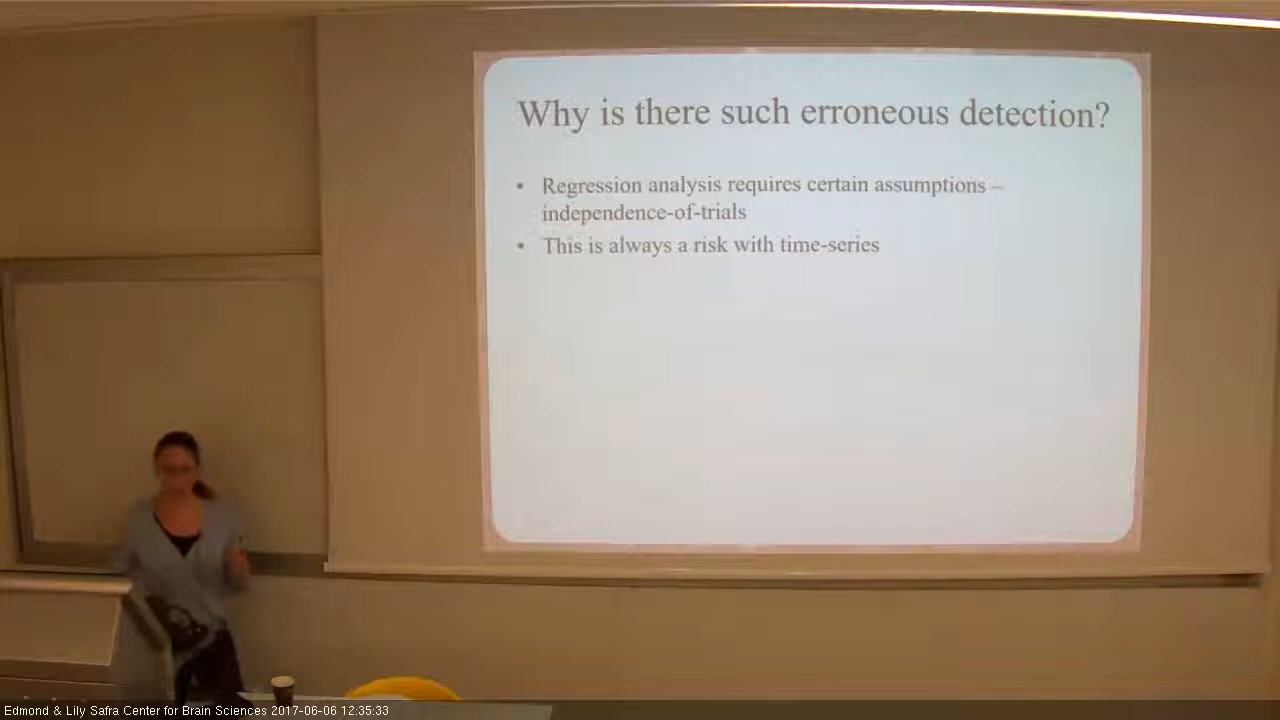 Why is there such erroneous detection?
• Regression analysis requires certain assumptions –
independence-of-trials
• This is always a risk with time-series
Edmond & Lily Safra Center for Brain Sciences 2017-06-06 12:35:33